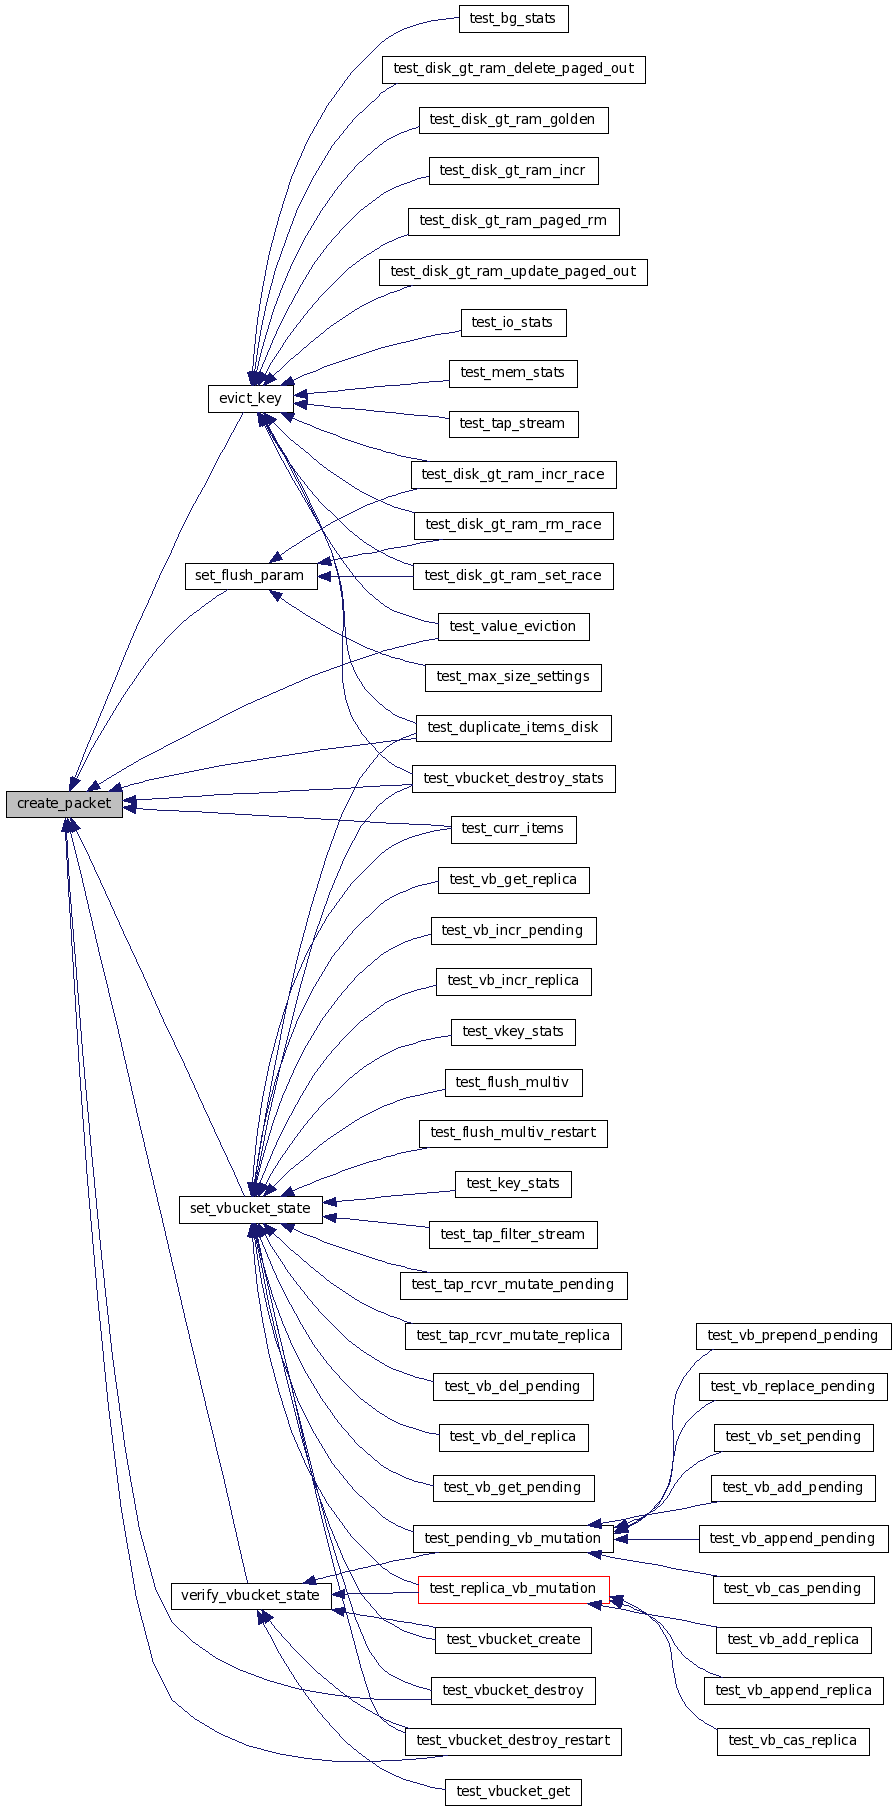 test_bg_stats
test_disk_gt_ram_delete_paged_out
test_disk_gt_ram_golden
test_disk_gt_ram_incr
test_disk_gt_ram_paged_rm
test_disk_gt_ram_update_paged_out
test_io_stats
test_mem_stats
evict_key
test_tap_stream
test_disk_gt_ram_incr_race
test_disk_gt_ram_rm_race
set_flush_param
test_disk_gt_ram_set_race
test_value_eviction
test_max_size_settings
test_duplicate_items_disk
test_vbucket_destroy_stats
create_packet
test_curr_items
test_vb_get_replica
test_vb_incr_pending
test_vb_incr_replica
test_vkey_stats
test_flush_multiv
test_flush_multiv_restart
test_key_stats
set_vbucket_state
test_tap_filter_stream
test_tap_rcvr_mutate_pending
test_tap_rcvr_mutate_replica
test_vb_prepend_pending
test_vb_del_pending
test_vb_replace_pending
test_vb_del_replica
test_vb_set_pending
test_vb_get_pending
test_vb_add_pending
test_pending_vb_mutation
test_vb_append_pending
test_replica_vb_mutation
test_vb_cas_pending
verify_vbucket_state
test_vbucket_create
test_vb_add_replica
test_vbucket_destroy
test_vb_append_replica
test_vbucket_destroy_restart
test_vb_cas_replica
test_vbucket_get